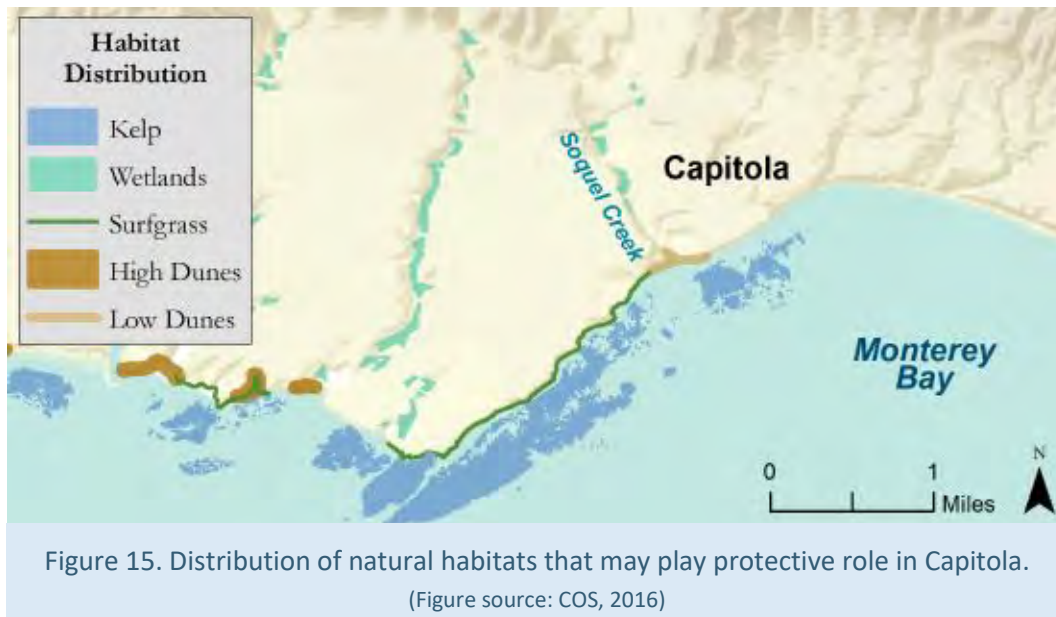 Habitat
Distribution
Kelp
Wetlands
Surfgrass
High Dunes
Low Dunes
Soquel Creek
Capitola
Monterey
Bay
N
0 1
Miles
Figure 15. Distribution of natural habitats that may play protective role in Capitola.
(Figure source: COS, 2016)